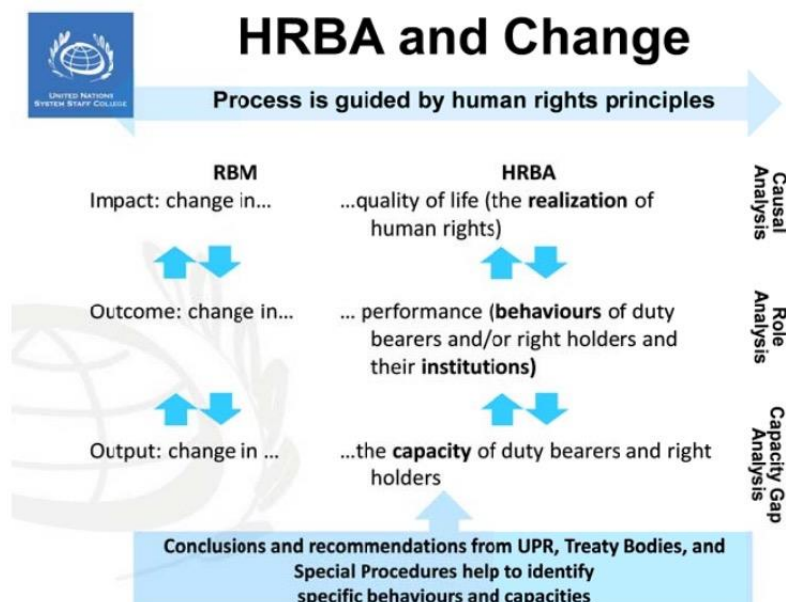 HRBA and Change
UNITED NATIONS
SYSTEM STAFF COLLEGE
Process is guided by human rights principles
RBM
HRBA
Impact: change in…
…quality of life (the realization of
human rights)
Causal
Analysis
Outcome: change in…
… performance (behaviours of duty
bearers and/or right holders and
their institutions)
Role
Analysis
Output: change in …
…the capacity of duty bearers and right
holders
Capacity Gap
Analysis
Conclusions and recommendations from UPR, Treaty Bodies, and
Special Procedures help to identify
specific behaviours and capacities